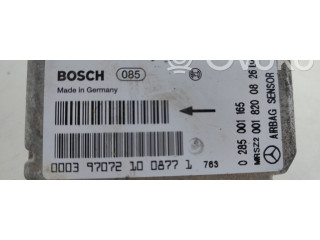 BOSCH 085
Made in Germany
0003 97072 10 0877 1 763
0 285 001 165
MRSZ2 001 820 08 26
AIRBAG SENSOR